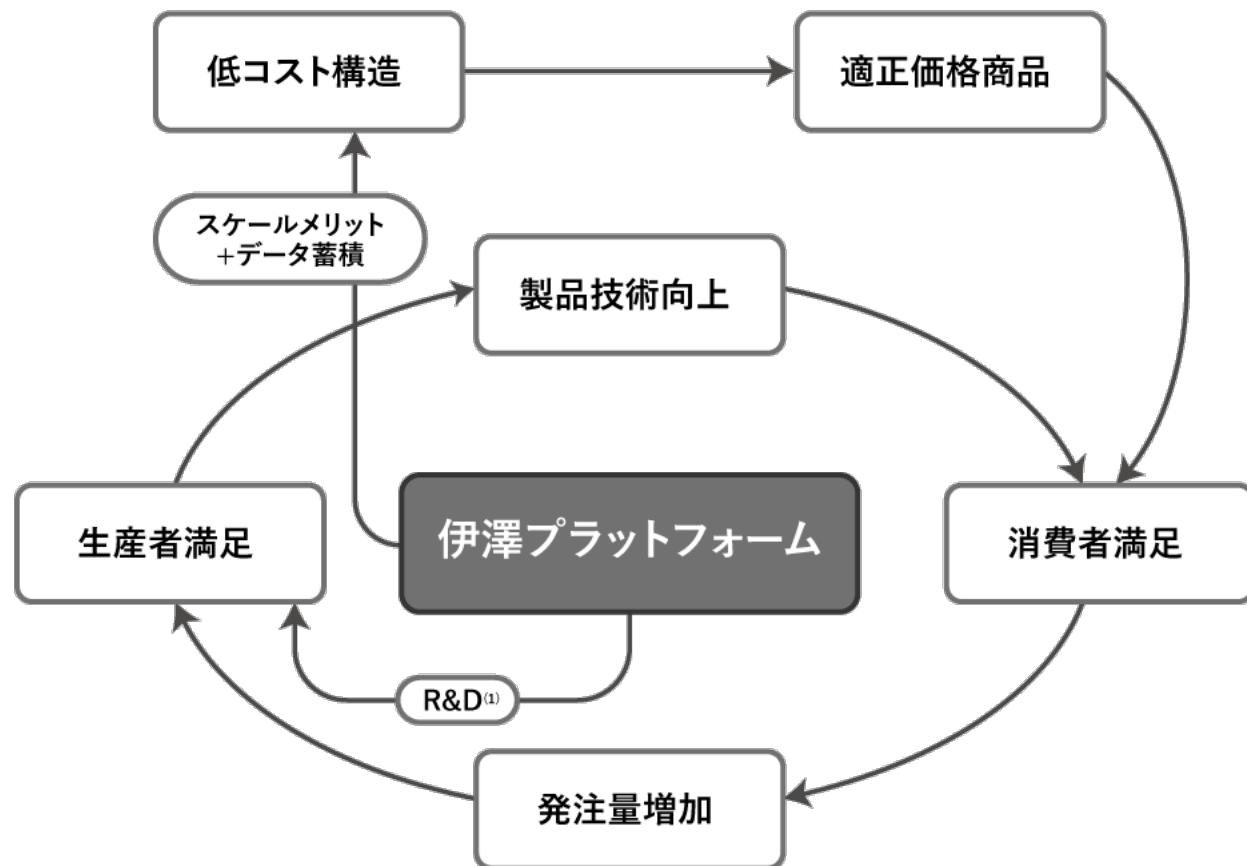 低コスト構造
適正価格商品
スケールメリット
+データ蓄積
製品技術向上
生産者満足
伊澤プラットフォーム
消費者満足
R&D⁽¹⁾
発注量増加